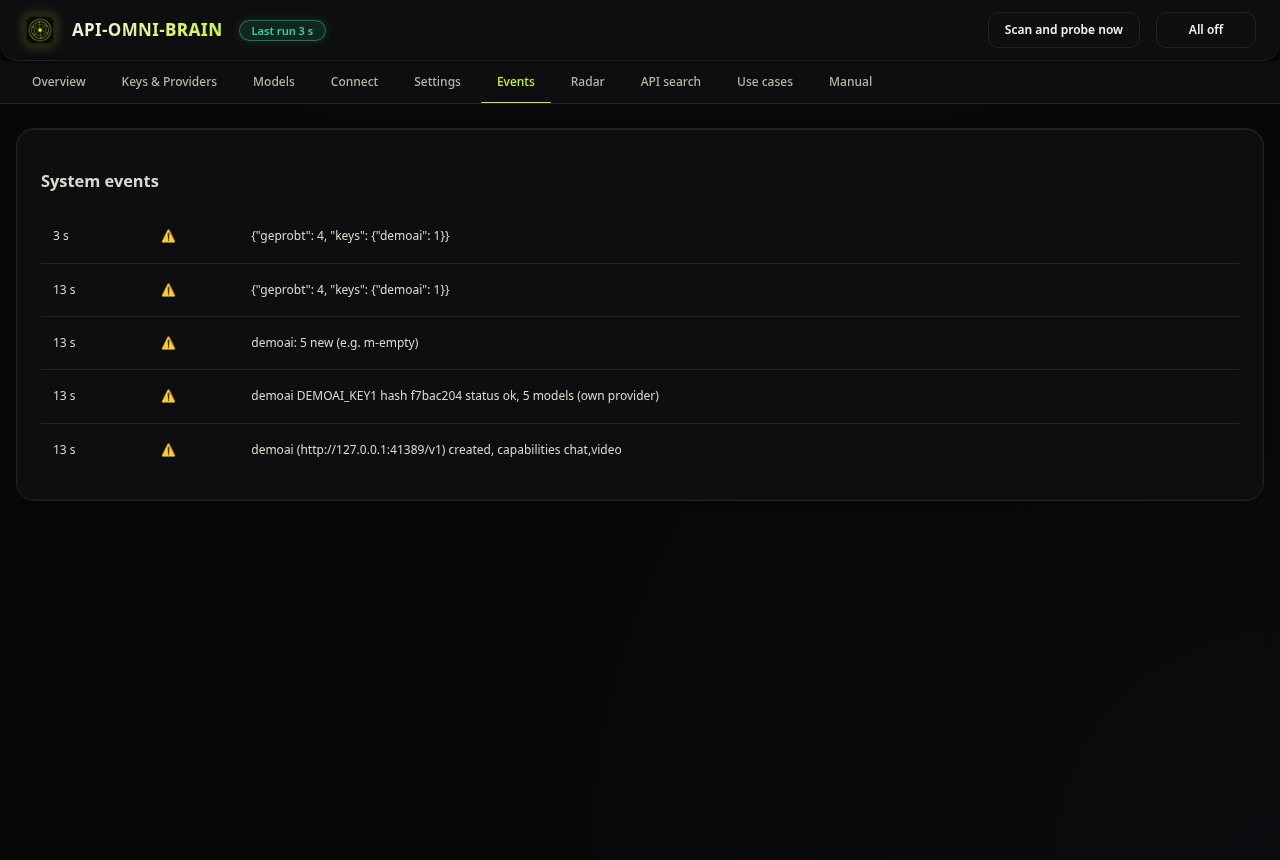 API-OMNI-BRAIN Last run 3 s Scan and probe now All off
Overview Keys & Providers Models Connect Settings Events Radar API search Use cases Manual
System events
3 s ⚠️ {"geprobt": 4, "keys": {"demoai": 1}}
13 s ⚠️ {"geprobt": 4, "keys": {"demoai": 1}}
13 s ⚠️ demoai: 5 new (e.g. m-empty)
13 s ⚠️ demoai DEMOAI_KEY1 hash f7bac204 status ok, 5 models (own provider)
13 s ⚠️ demoai (http://127.0.0.1:41389/v1) created, capabilities chat,video